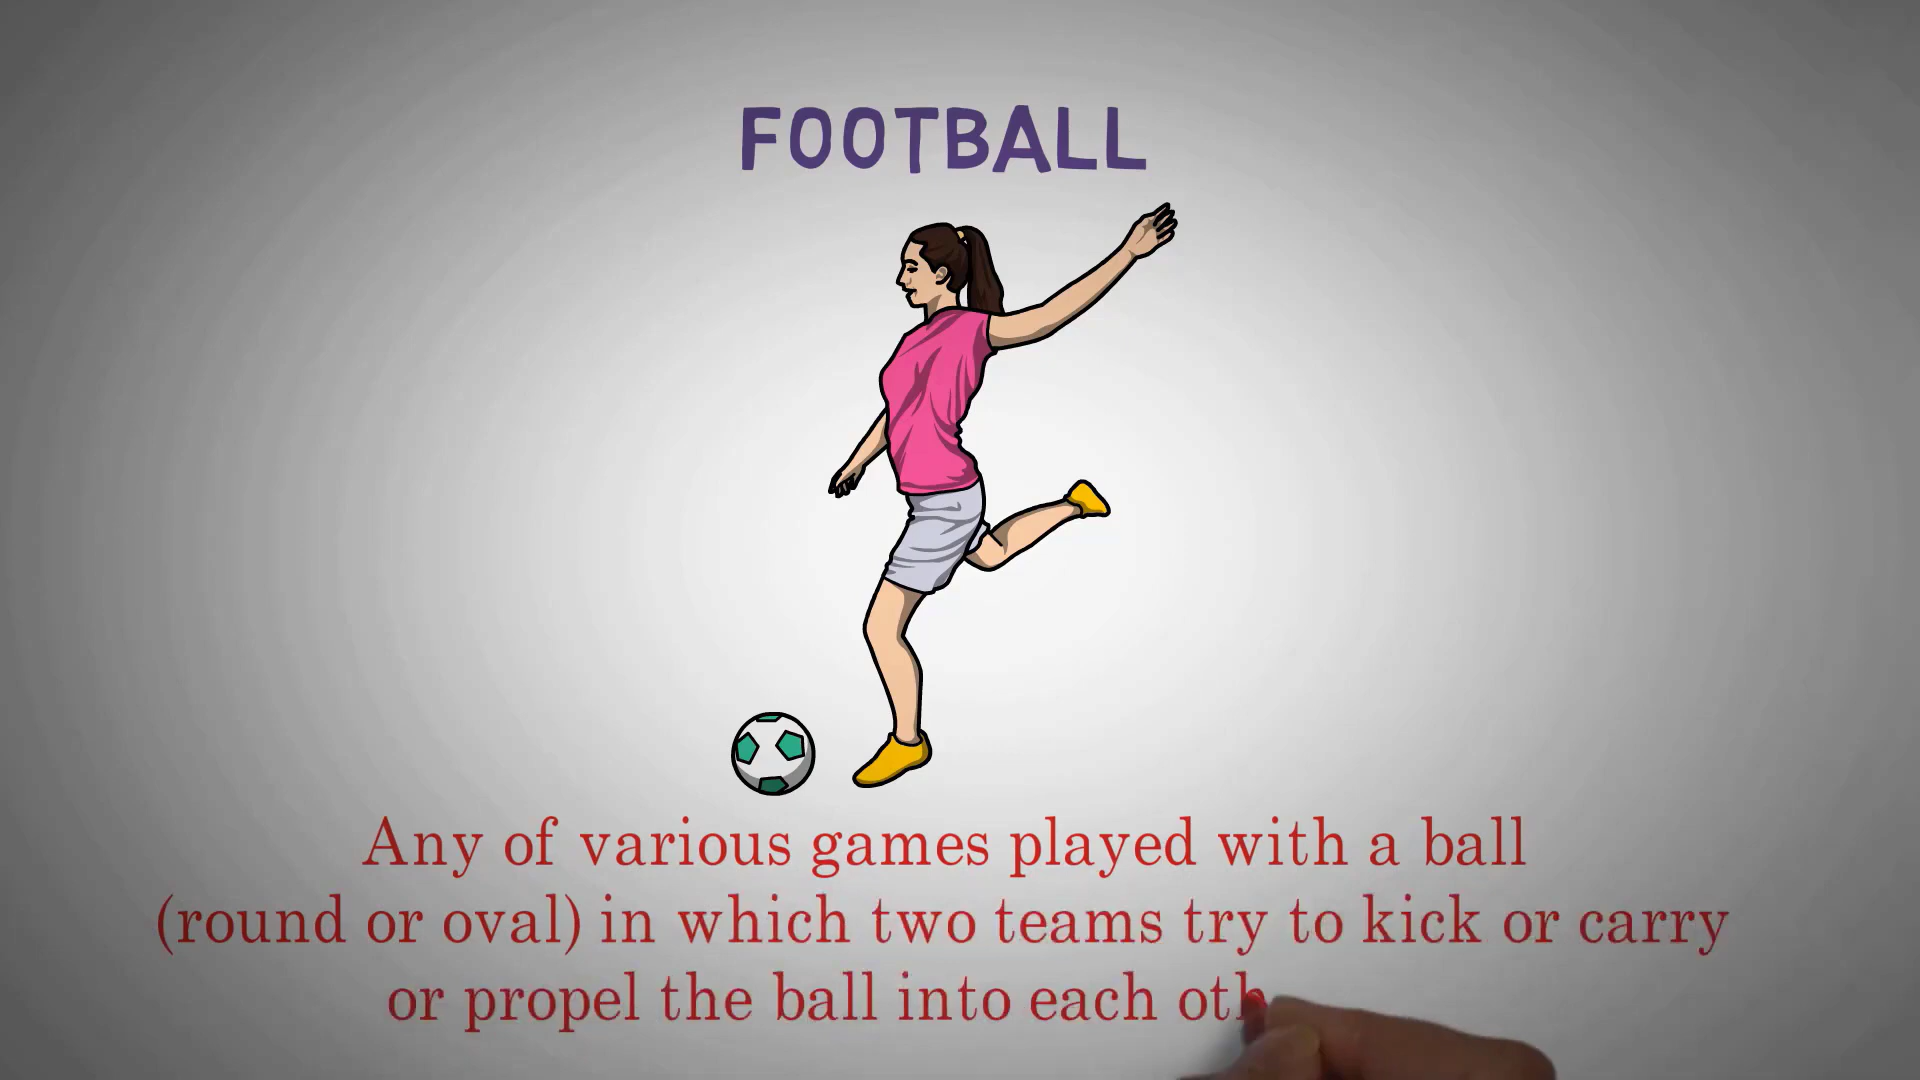 FOOTBALL
Any of various games played with a ball
(round or oval) in which two teams try to kick or carry
or propel the ball into each oth